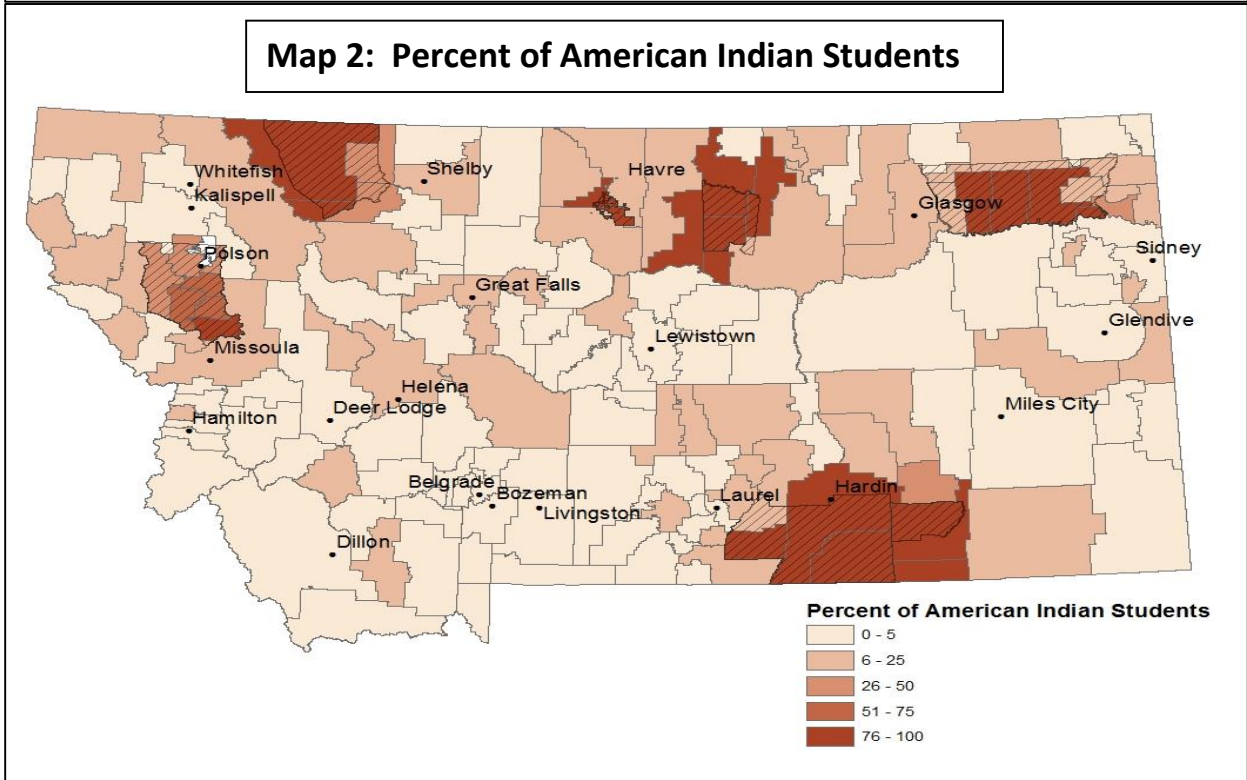 Map 2:  Percent of American Indian Students
Whitefish
Kalispell
Shelby
Havre
Glasgow
Polson
Sidney
Great Falls
Glendive
Lewistown
Missoula
Helena
Miles City
Hamilton
Deer Lodge
Belgrade
Bozeman
Laurel
Hardin
Livingston
Dillon
Percent of American Indian Students
0 - 5
6 - 25
26 - 50
51 - 75
76 - 100